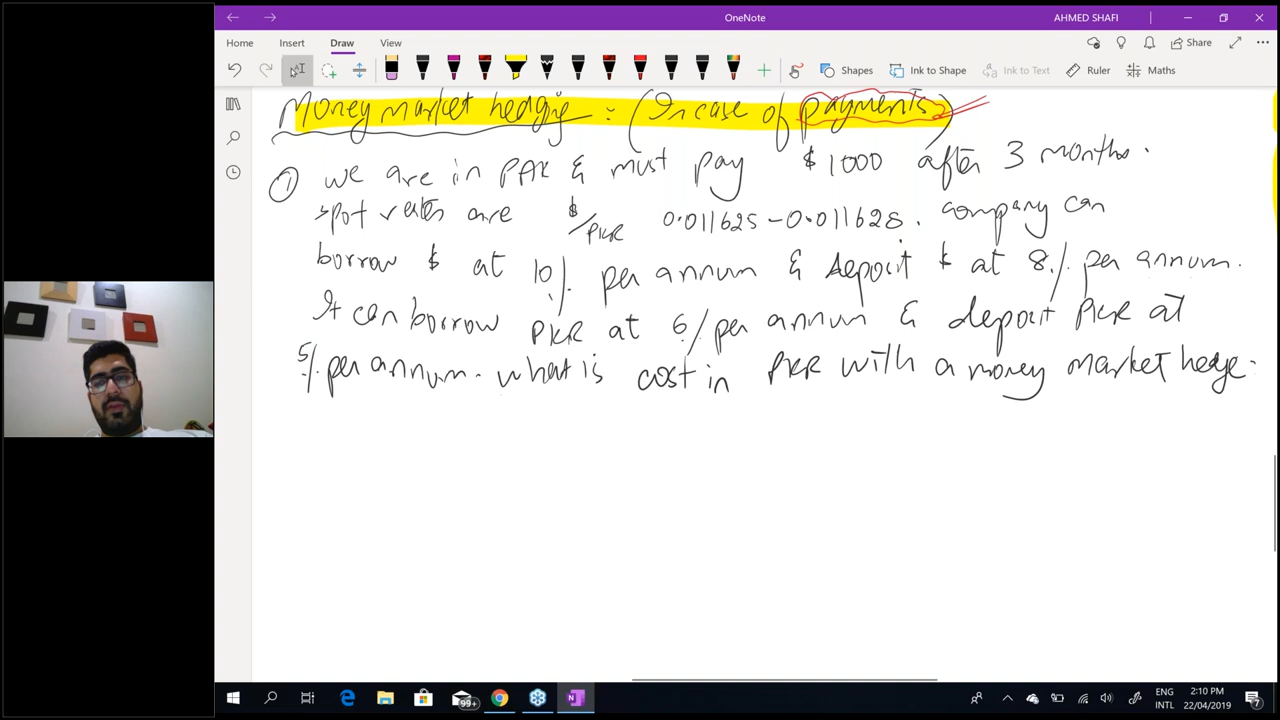 OneNote
AHMED SHAFI
Home Insert Draw View
Share
Shapes Ink to Shape Ink to Text Ruler Maths
Money market hedgig : (In case of payments)
① we are in PAK & must pay $ 1000 after 3 months.
spot rates are $/PKR 0.011625 - 0.011628. company can
borrow $ at 10% per annum & deposit $ at 8% per annum.
It can borrow PKR at 6% per annum & deposit PKR at
5% per annum. what is cost in PKR with a money market hedge.
99+
ENG
INTL
2:10 PM
22/04/2019
7